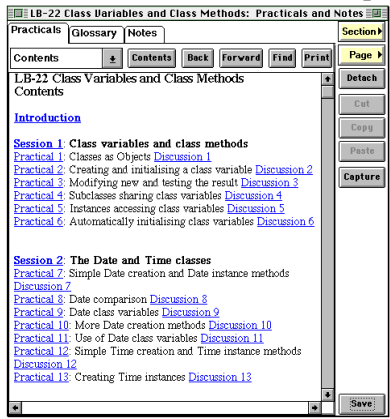 LB-22 Class Variables and Class Methods: Practicals and Notes
Practicals Glossary Notes
Section
Page
Contents
Contents Back Forward Find Print
Detach
Cut
Copy
Paste
Capture
LB-22 Class Variables and Class Methods
Contents
Introduction
Session 1: Class variables and class methods
Practical 1: Classes as Objects Discussion 1
Practical 2: Creating and initialising a class variable Discussion 2
Practical 3: Modifying new and testing the result Discussion 3
Practical 4: Subclasses sharing class variables Discussion 4
Practical 5: Instances accessing class variables Discussion 5
Practical 6: Automatically initialising class variables Discussion 6
Session 2: The Date and Time classes
Practical 7: Simple Date creation and Date instance methods
Discussion 7
Practical 8: Date comparison Discussion 8
Practical 9: Date class variables Discussion 9
Practical 10: More Date creation methods Discussion 10
Practical 11: Use of Date class variables Discussion 11
Practical 12: Simple Time creation and Time instance methods
Discussion 12
Practical 13: Creating Time instances Discussion 13
Save